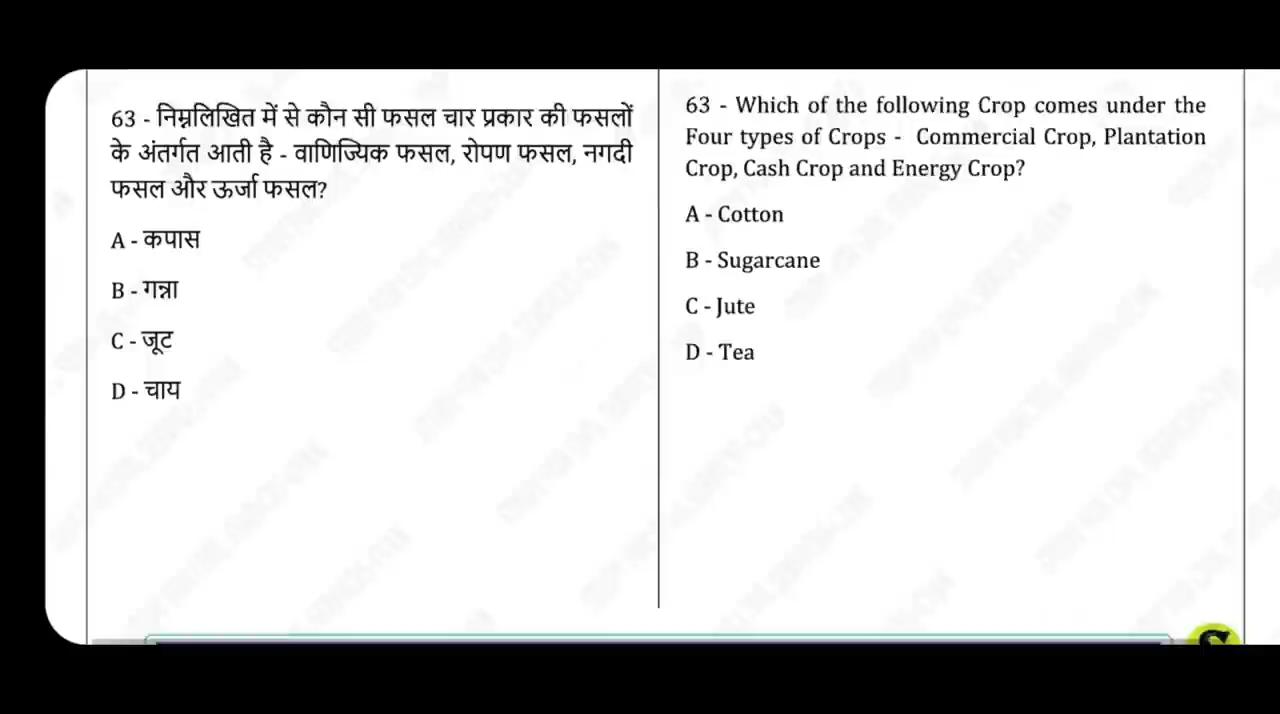 63 - निम्नलिखित में से कौन सी फसल चार प्रकार की फसलों
के अंतर्गत आती है - वाणिज्यिक फसल, रोपण फसल, नगदी
फसल और ऊर्जा फसल?
A - कपास
B - गन्ना
C - जूट
D - चाय
63 - Which of the following Crop comes under the
Four types of Crops - Commercial Crop, Plantation
Crop, Cash Crop and Energy Crop?
A - Cotton
B - Sugarcane
C - Jute
D - Tea